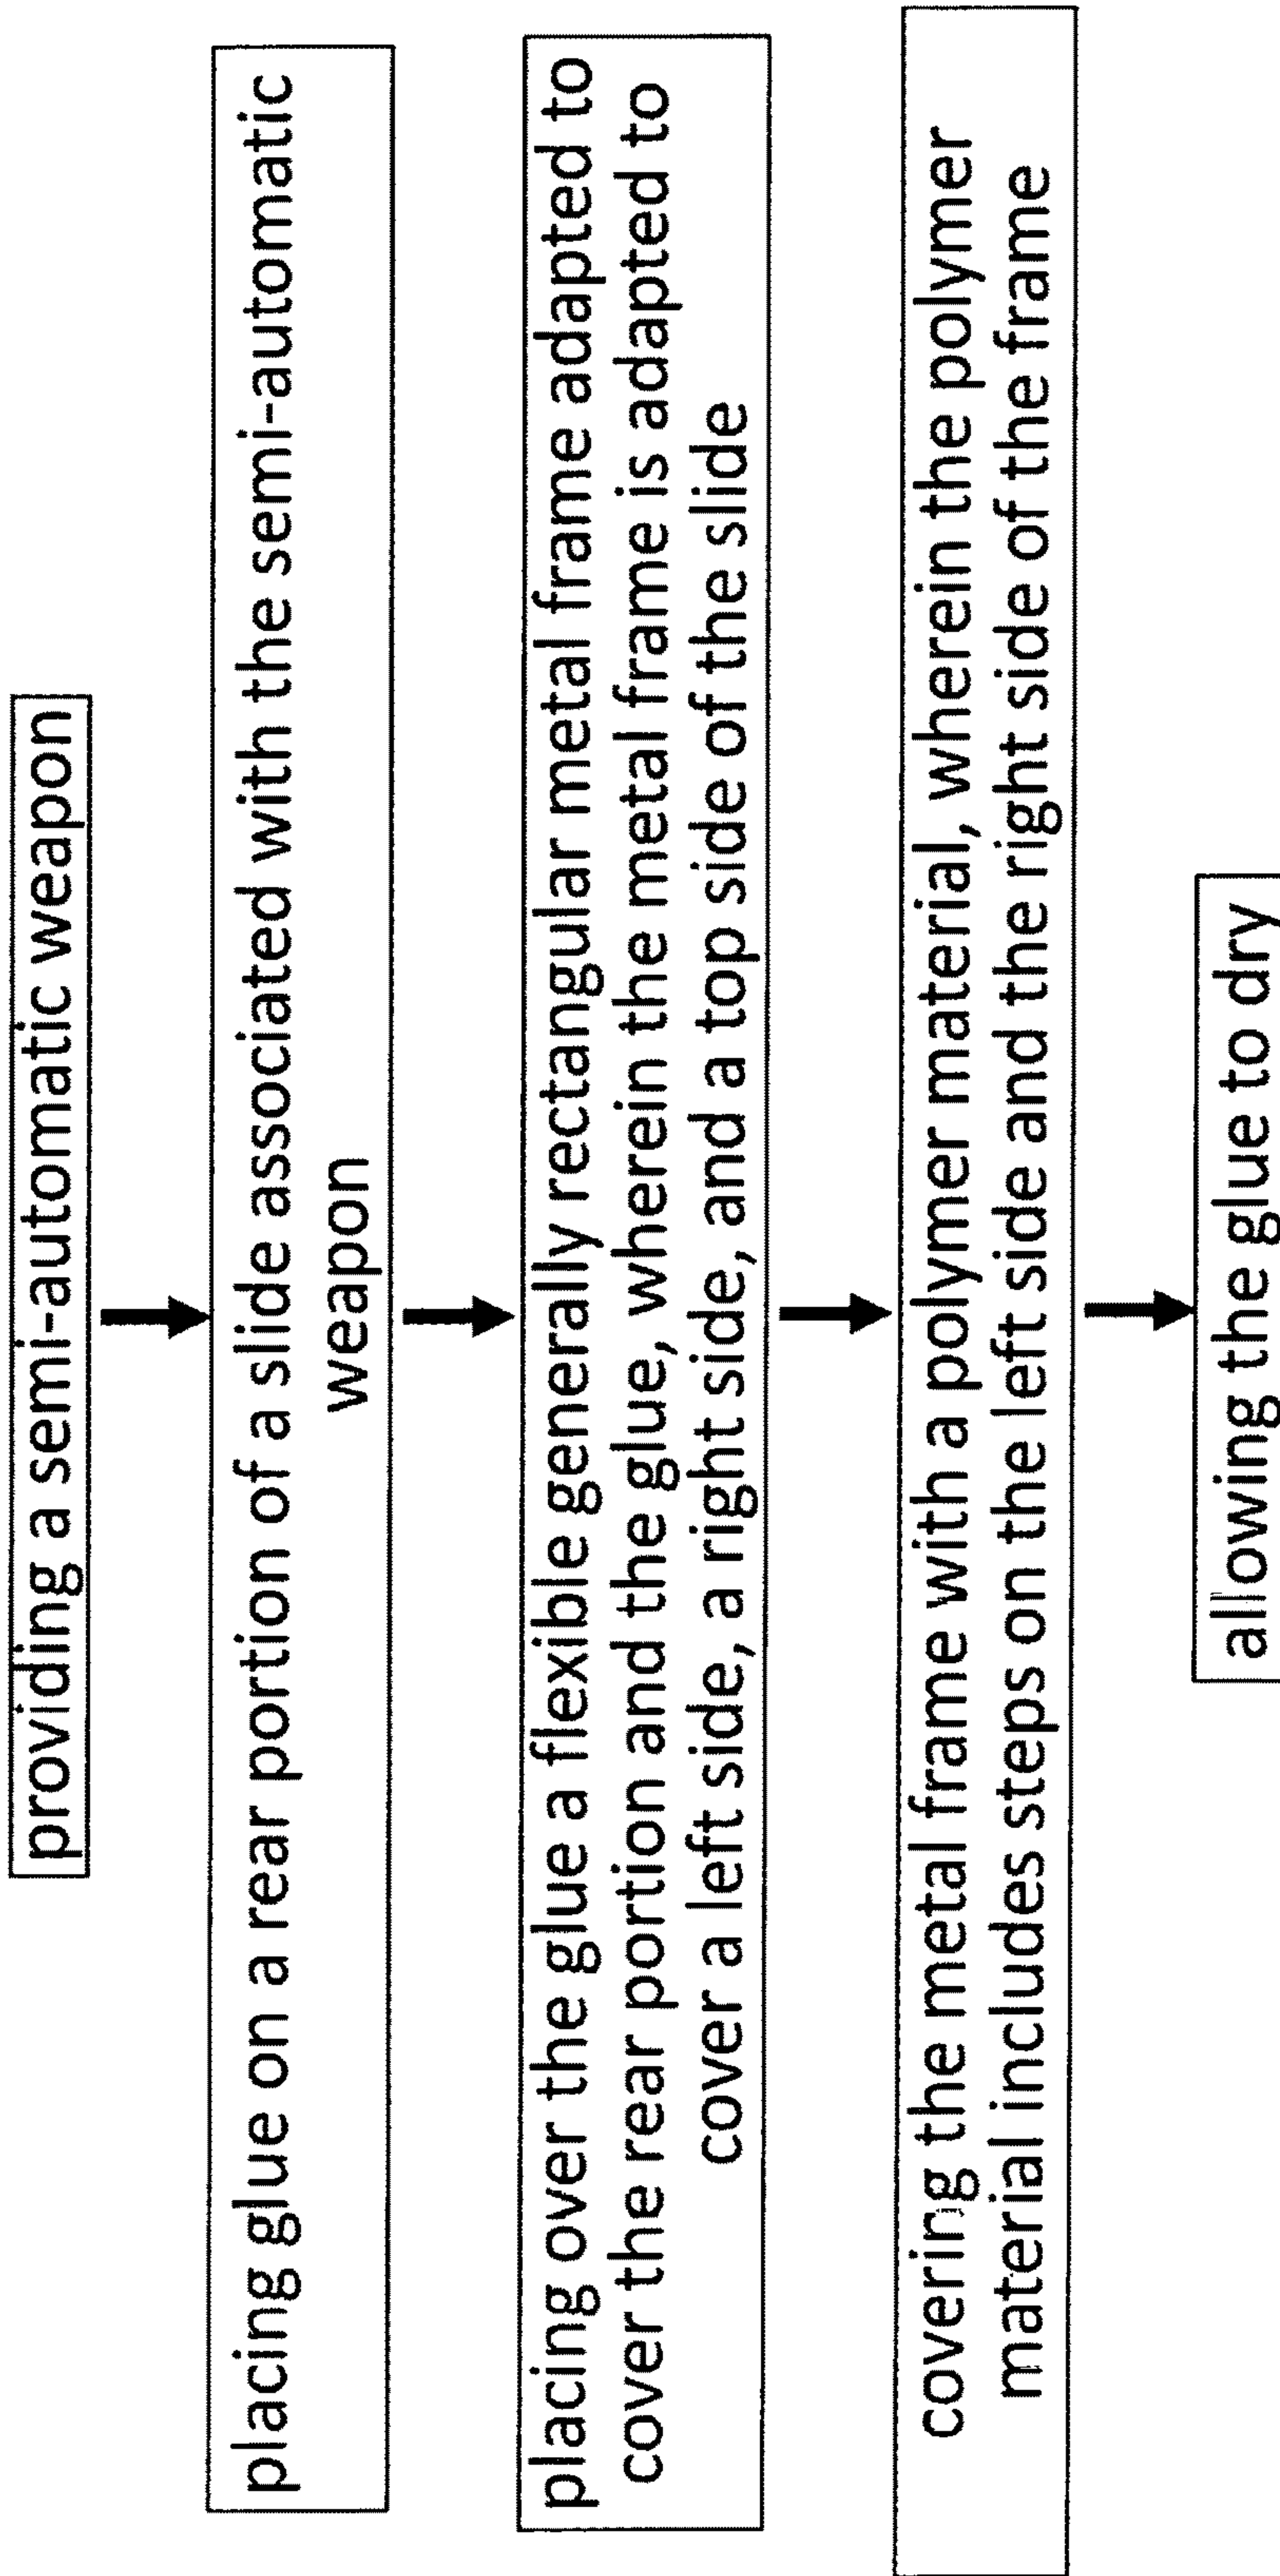 providing a semi-automatic weapon
placing glue on a rear portion of a slide associated with the semi-automatic
weapon
placing over the glue a flexible generally rectangular metal frame adapted to
cover the rear portion and the glue, wherein the metal frame is adapted to
cover a left side, a right side, and a top side of the slide
covering the metal frame with a polymer material, wherein the polymer
material includes steps on the left side and the right side of the frame
allowing the glue to dry